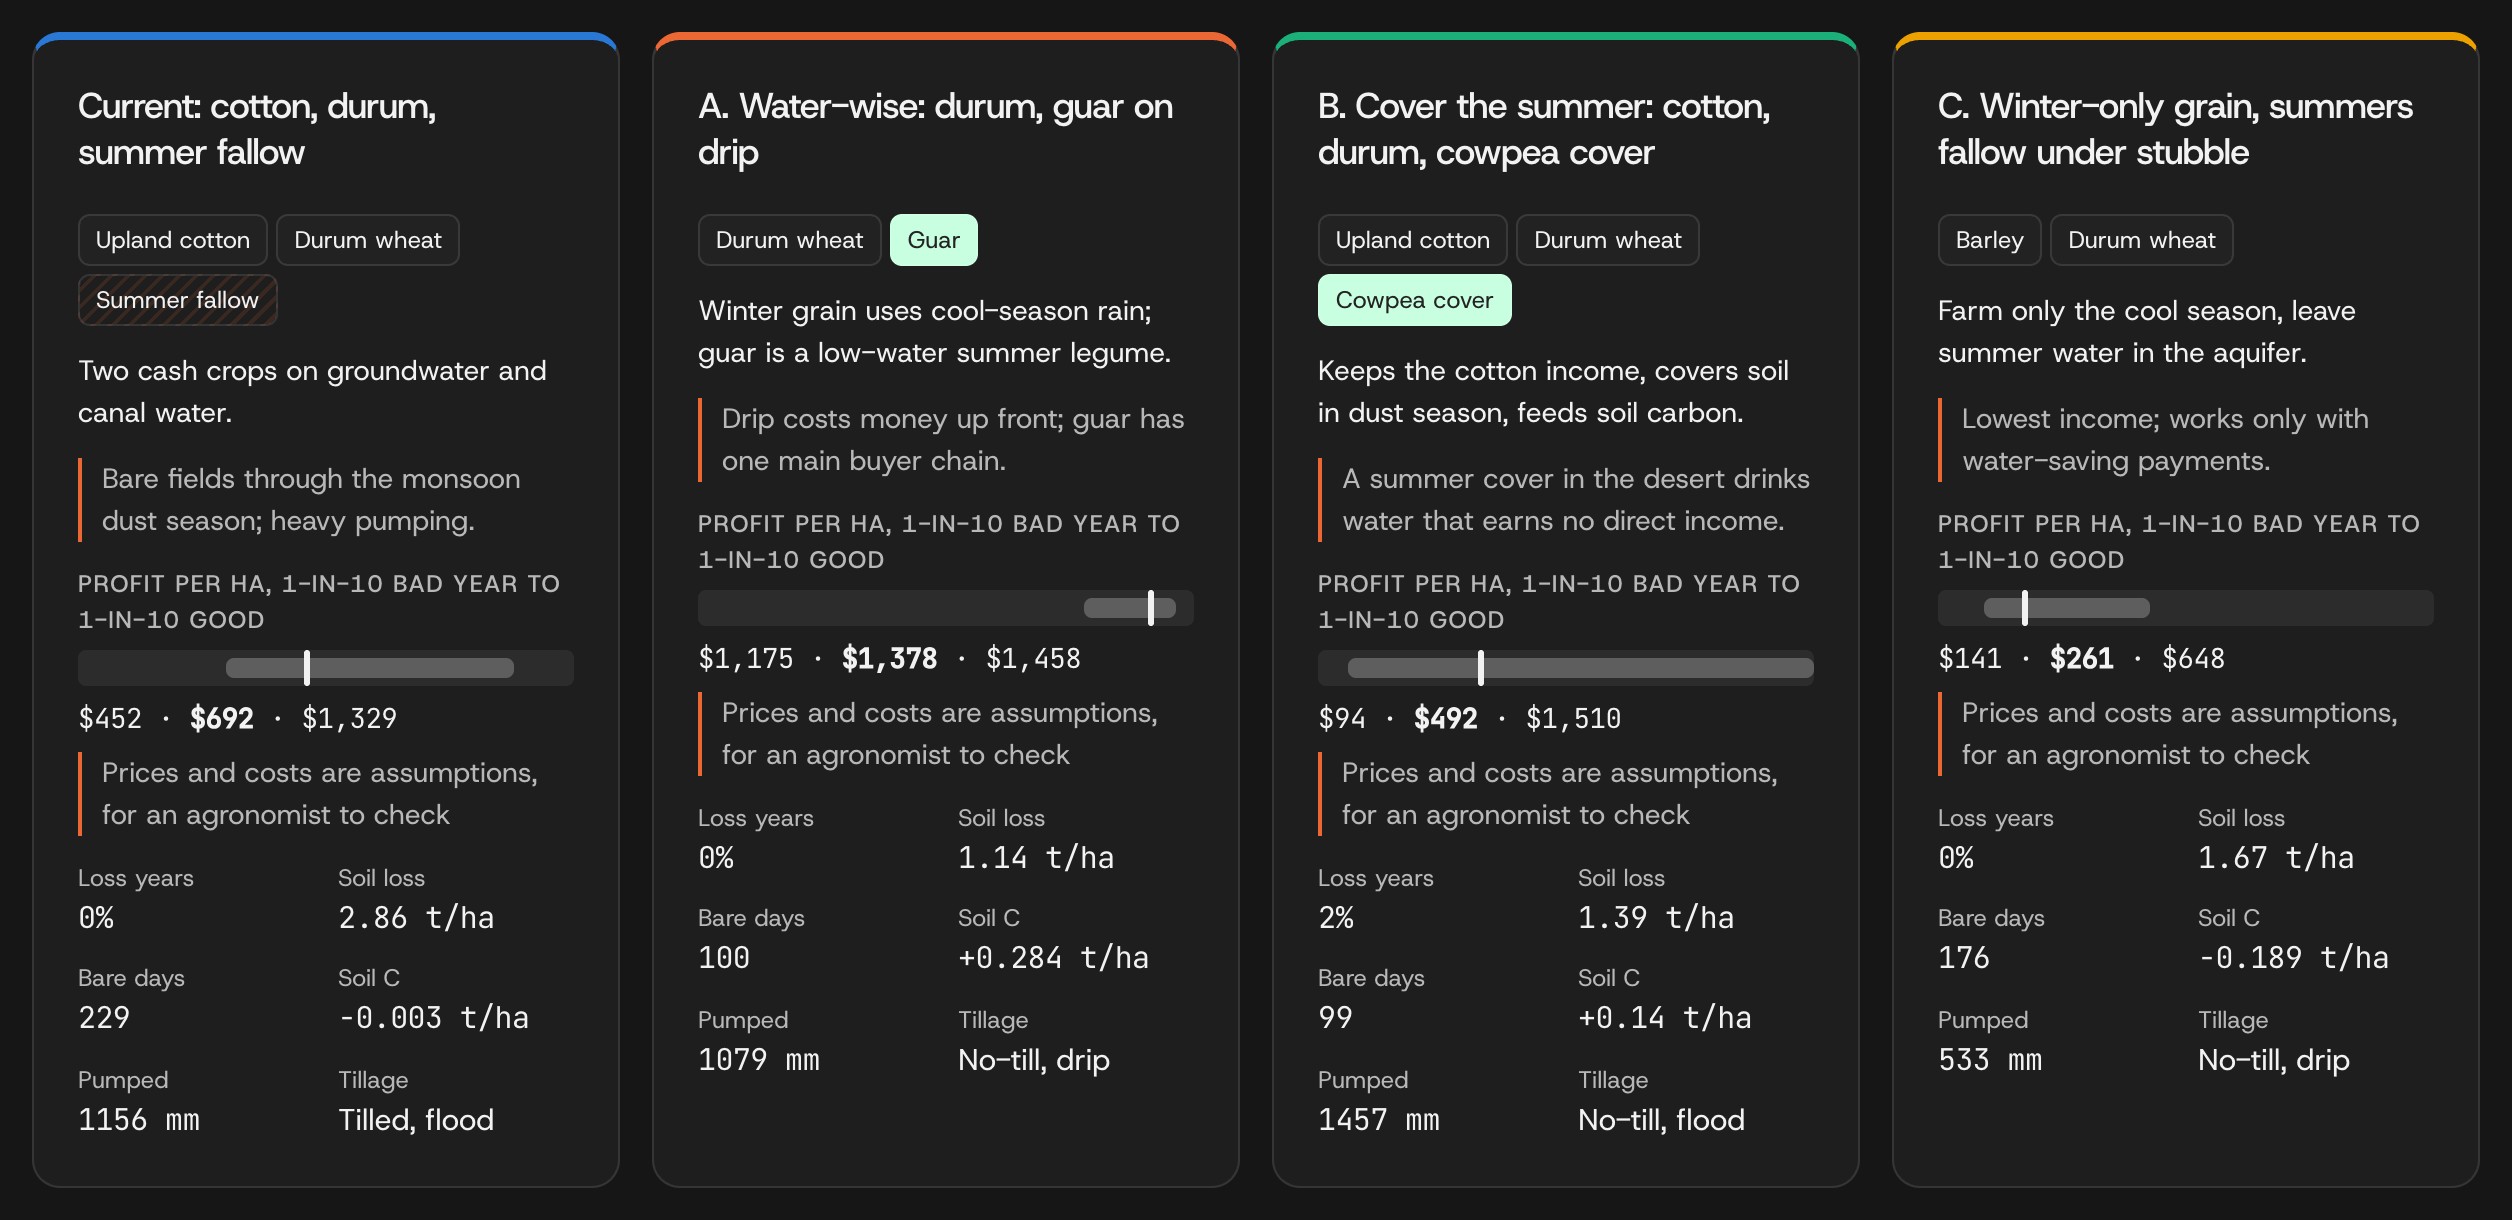 Current: cotton, durum,
summer fallow
Upland cotton
Durum wheat
Summer fallow
Two cash crops on groundwater and
canal water.
Bare fields through the monsoon
dust season; heavy pumping.
PROFIT PER HA, 1-IN-10 BAD YEAR TO
1-IN-10 GOOD
$452 · $692 · $1,329
Prices and costs are assumptions,
for an agronomist to check
Loss years
0%
Soil loss
2.86 t/ha
Bare days
229
Soil C
-0.003 t/ha
Pumped
1156 mm
Tillage
Tilled, flood
A. Water-wise: durum, guar on
drip
Durum wheat
Guar
Winter grain uses cool-season rain;
guar is a low-water summer legume.
Drip costs money up front; guar has
one main buyer chain.
PROFIT PER HA, 1-IN-10 BAD YEAR TO
1-IN-10 GOOD
$1,175 · $1,378 · $1,458
Prices and costs are assumptions,
for an agronomist to check
Loss years
0%
Soil loss
1.14 t/ha
Bare days
100
Soil C
+0.284 t/ha
Pumped
1079 mm
Tillage
No-till, drip
B. Cover the summer: cotton,
durum, cowpea cover
Upland cotton
Durum wheat
Cowpea cover
Keeps the cotton income, covers soil
in dust season, feeds soil carbon.
A summer cover in the desert drinks
water that earns no direct income.
PROFIT PER HA, 1-IN-10 BAD YEAR TO
1-IN-10 GOOD
$94 · $492 · $1,510
Prices and costs are assumptions,
for an agronomist to check
Loss years
2%
Soil loss
1.39 t/ha
Bare days
99
Soil C
+0.14 t/ha
Pumped
1457 mm
Tillage
No-till, flood
C. Winter-only grain, summers
fallow under stubble
Barley
Durum wheat
Farm only the cool season, leave
summer water in the aquifer.
Lowest income; works only with
water-saving payments.
PROFIT PER HA, 1-IN-10 BAD YEAR TO
1-IN-10 GOOD
$141 · $261 · $648
Prices and costs are assumptions,
for an agronomist to check
Loss years
0%
Soil loss
1.67 t/ha
Bare days
176
Soil C
-0.189 t/ha
Pumped
533 mm
Tillage
No-till, drip